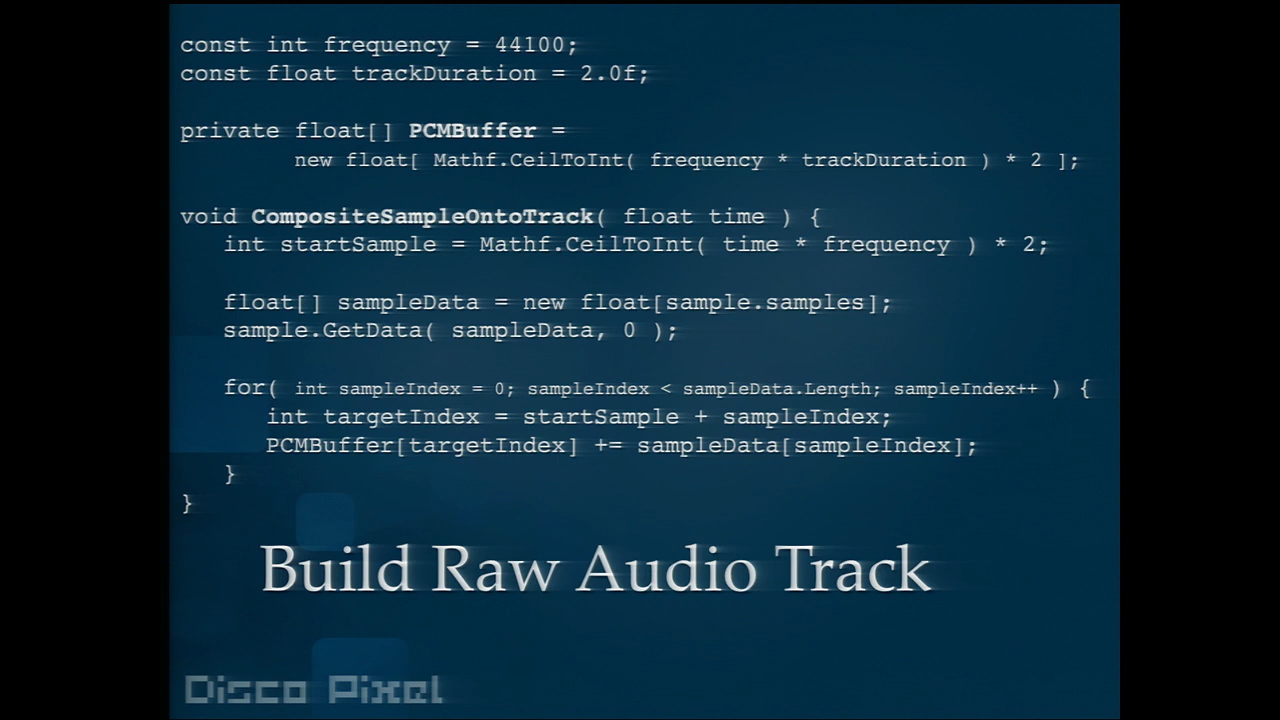 const int frequency = 44100;
const float trackDuration = 2.0f;
private float[] PCMBuffer =
new float[ Mathf.CeilToInt( frequency * trackDuration ) * 2 ];
void CompositeSampleOntoTrack( float time ) {
int startSample = Mathf.CeilToInt( time * frequency ) * 2;
float[] sampleData = new float[sample.samples];
sample.GetData( sampleData, 0 );
for( int sampleIndex = 0; sampleIndex < sampleData.Length; sampleIndex++ ) {
int targetIndex = startSample + sampleIndex;
PCMBuffer[targetIndex] += sampleData[sampleIndex];
}
}
Build Raw Audio Track
Disco Pixel